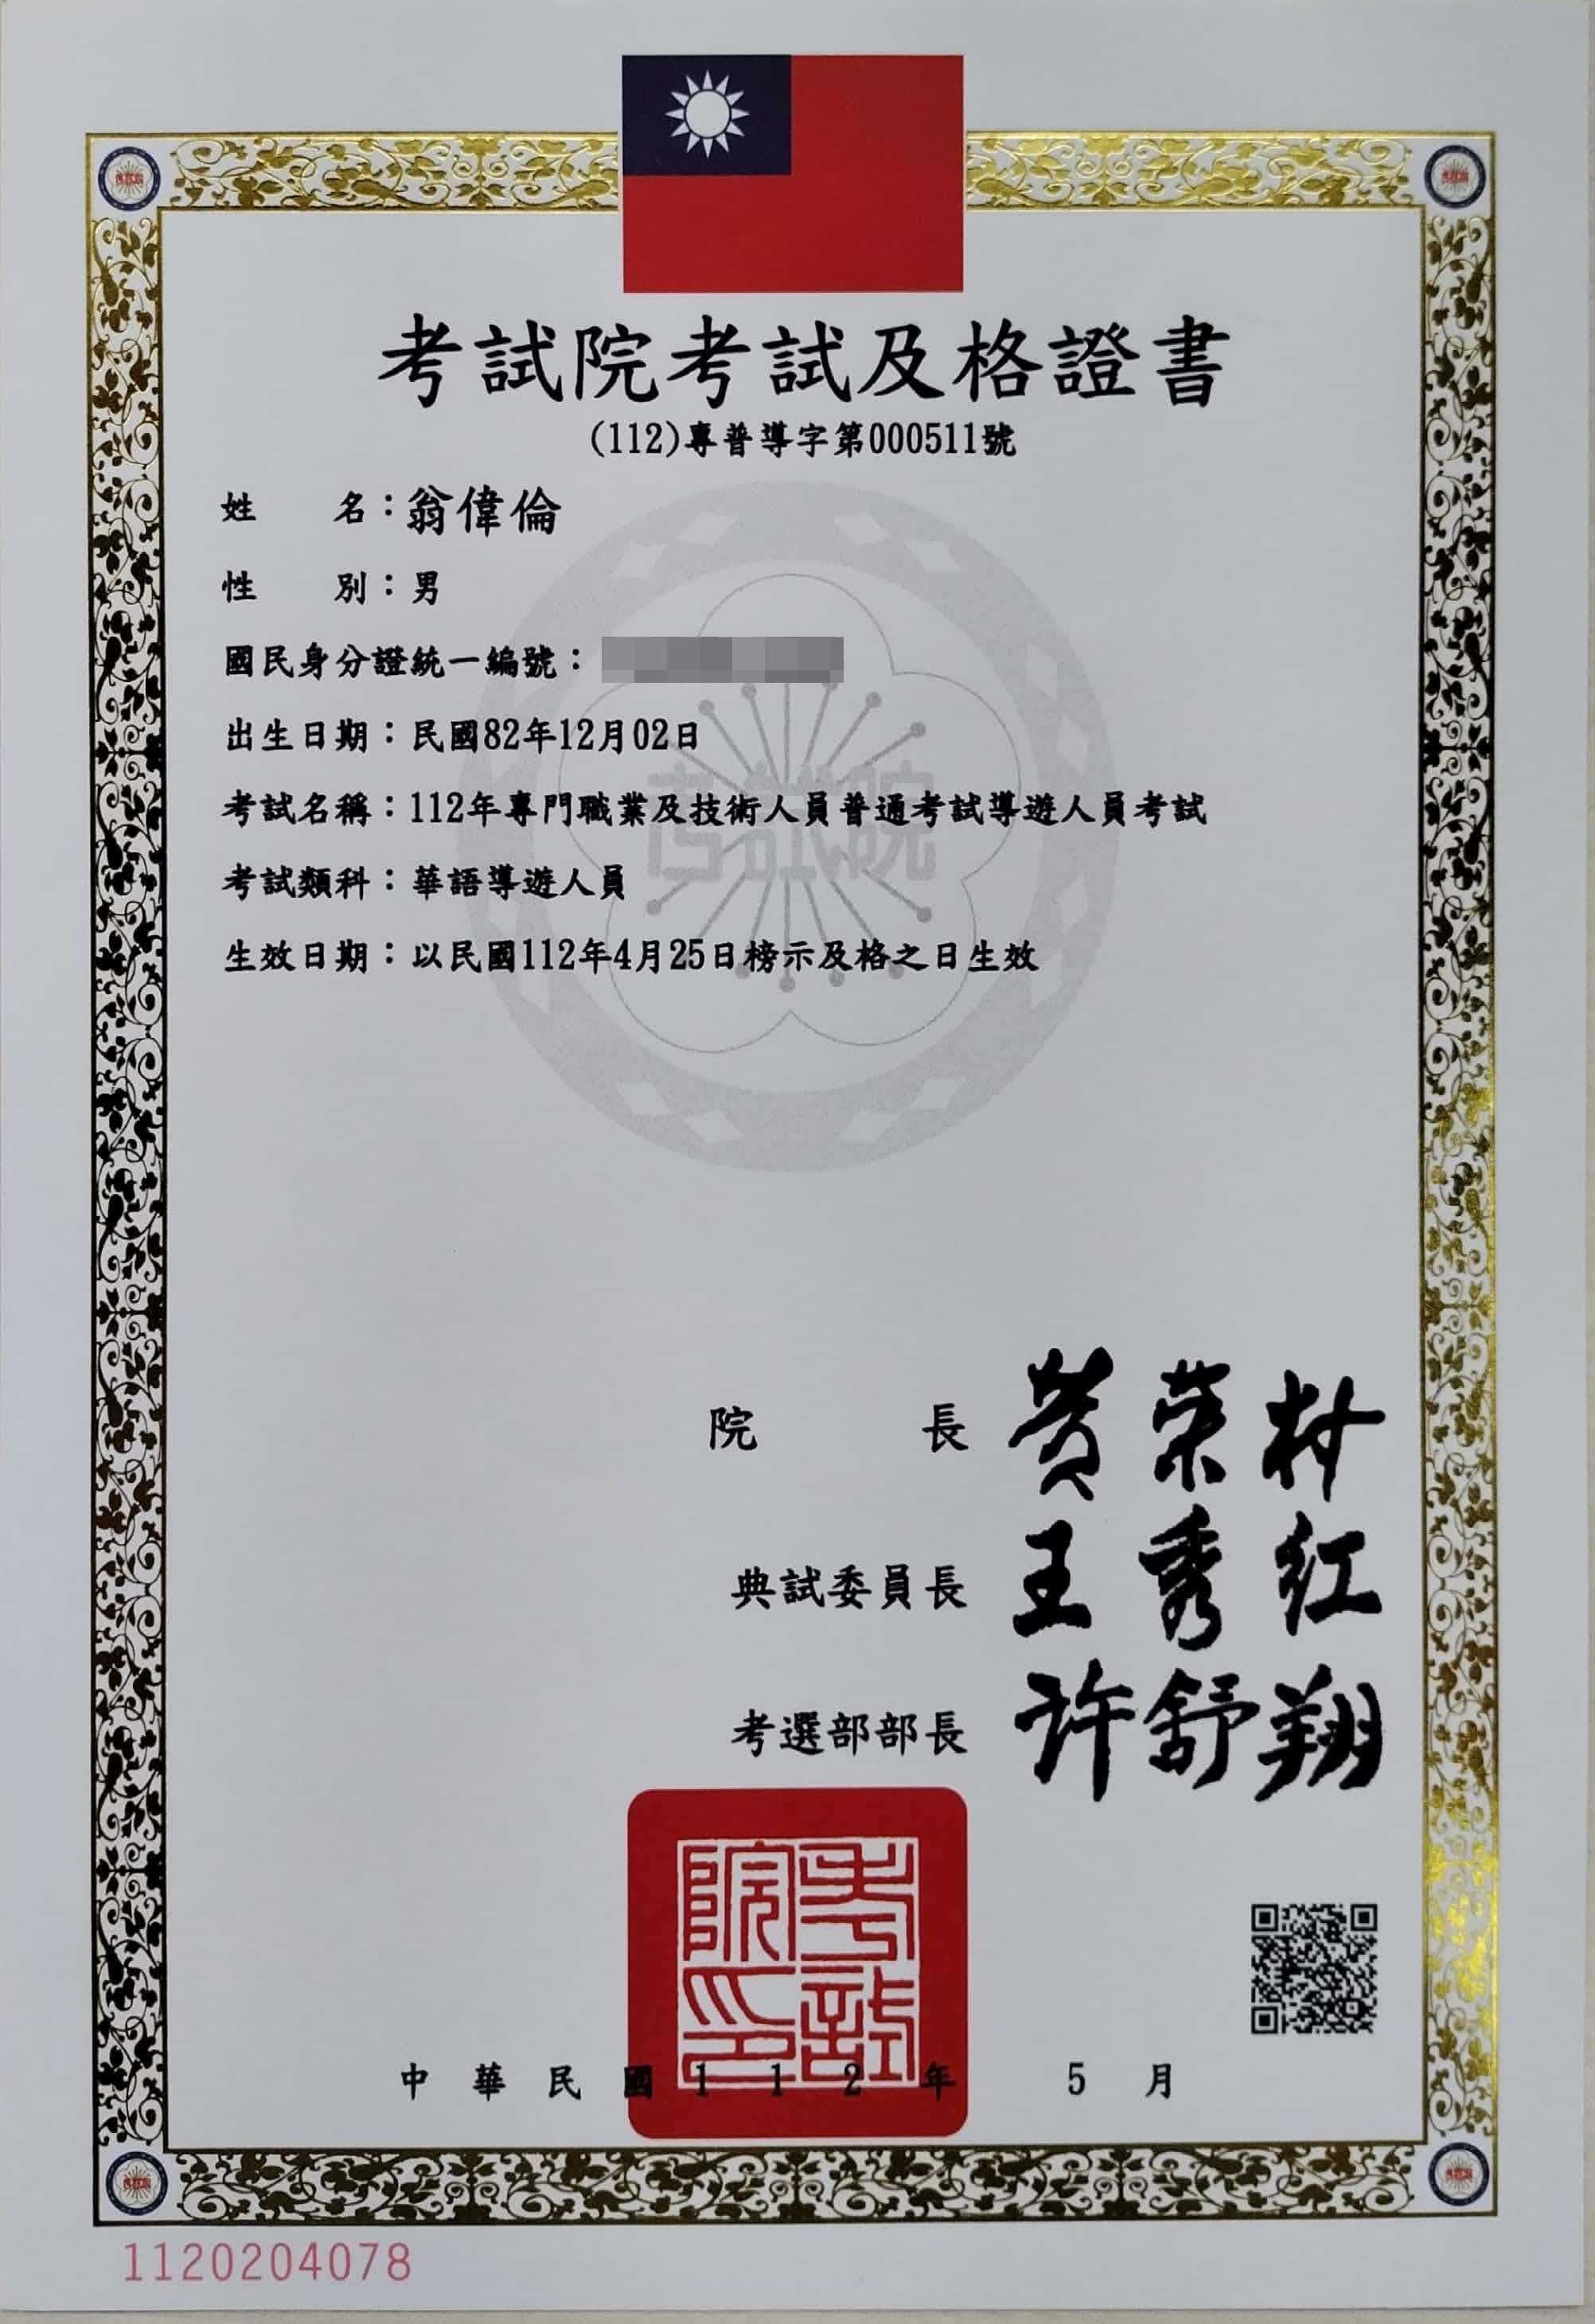 考試院考試及格證書
(112)專普導字第000511號
姓名：翁偉倫
性別：男
國民身分證統一編號：
出生日期：民國82年12月02日
考試院
考試名稱：112年專門職業及技術人員普通考試導遊人員考試
考試類科：華語導遊人員
生效日期：以民國112年4月25日榜示及格之日生效
院長 黃榮村
典試委員長 王秀紅
考選部部長 許舒翔
考試院印
中華民國112年5月
1120204078